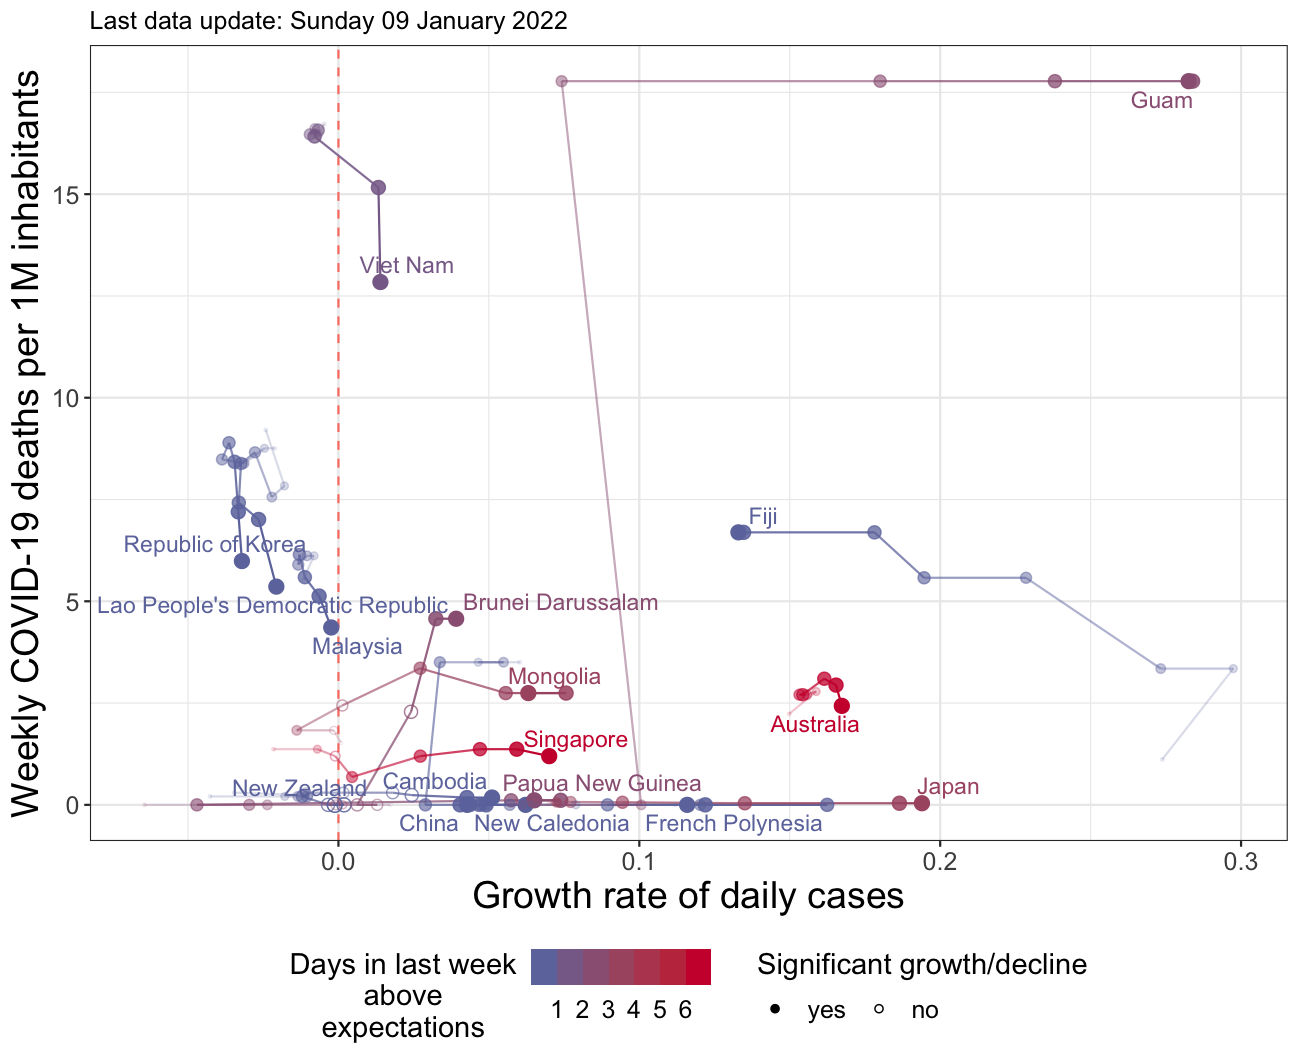 Last data update: Sunday 09 January 2022
Weekly COVID-19 deaths per 1M inhabitants
15
10
5
0
Guam
Viet Nam
Fiji
Republic of Korea
Lao People's Democratic Republic
Brunei Darussalam
Malaysia
Mongolia
Australia
Singapore
New Zealand
Cambodia
Papua New Guinea
Japan
China
New Caledonia
French Polynesia
0.0
0.1
0.2
0.3
Growth rate of daily cases
Days in last week
above
expectations
1 2 3 4 5 6
Significant growth/decline
yes
no